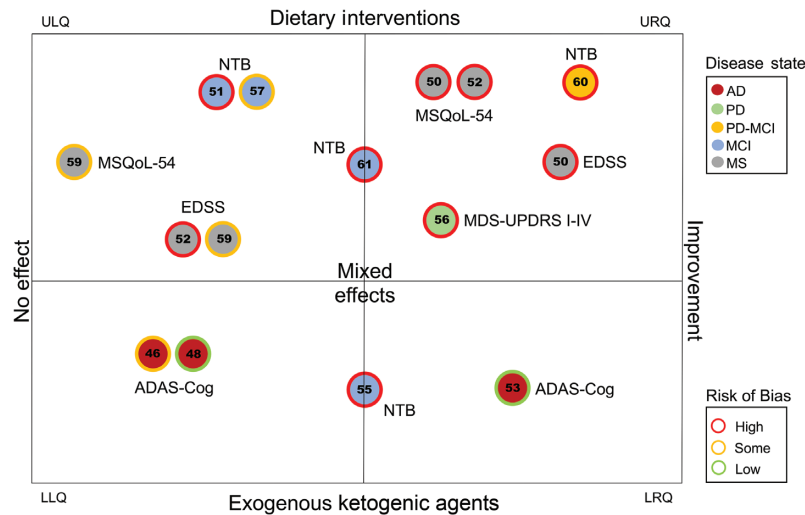 ULQ
Dietary interventions
URQ
NTB
51
57
50
52
MSQoL-54
NTB
60
59
MSQoL-54
NTB
61
50
EDSS
EDSS
52
59
56
MDS-UPDRS I-IV
No effect
Mixed
effects
Improvement
46
48
ADAS-Cog
55
NTB
53
ADAS-Cog
LLQ
Exogenous ketogenic agents
LRQ
Disease state
AD
PD
PD-MCI
MCI
MS
Risk of Bias
High
Some
Low